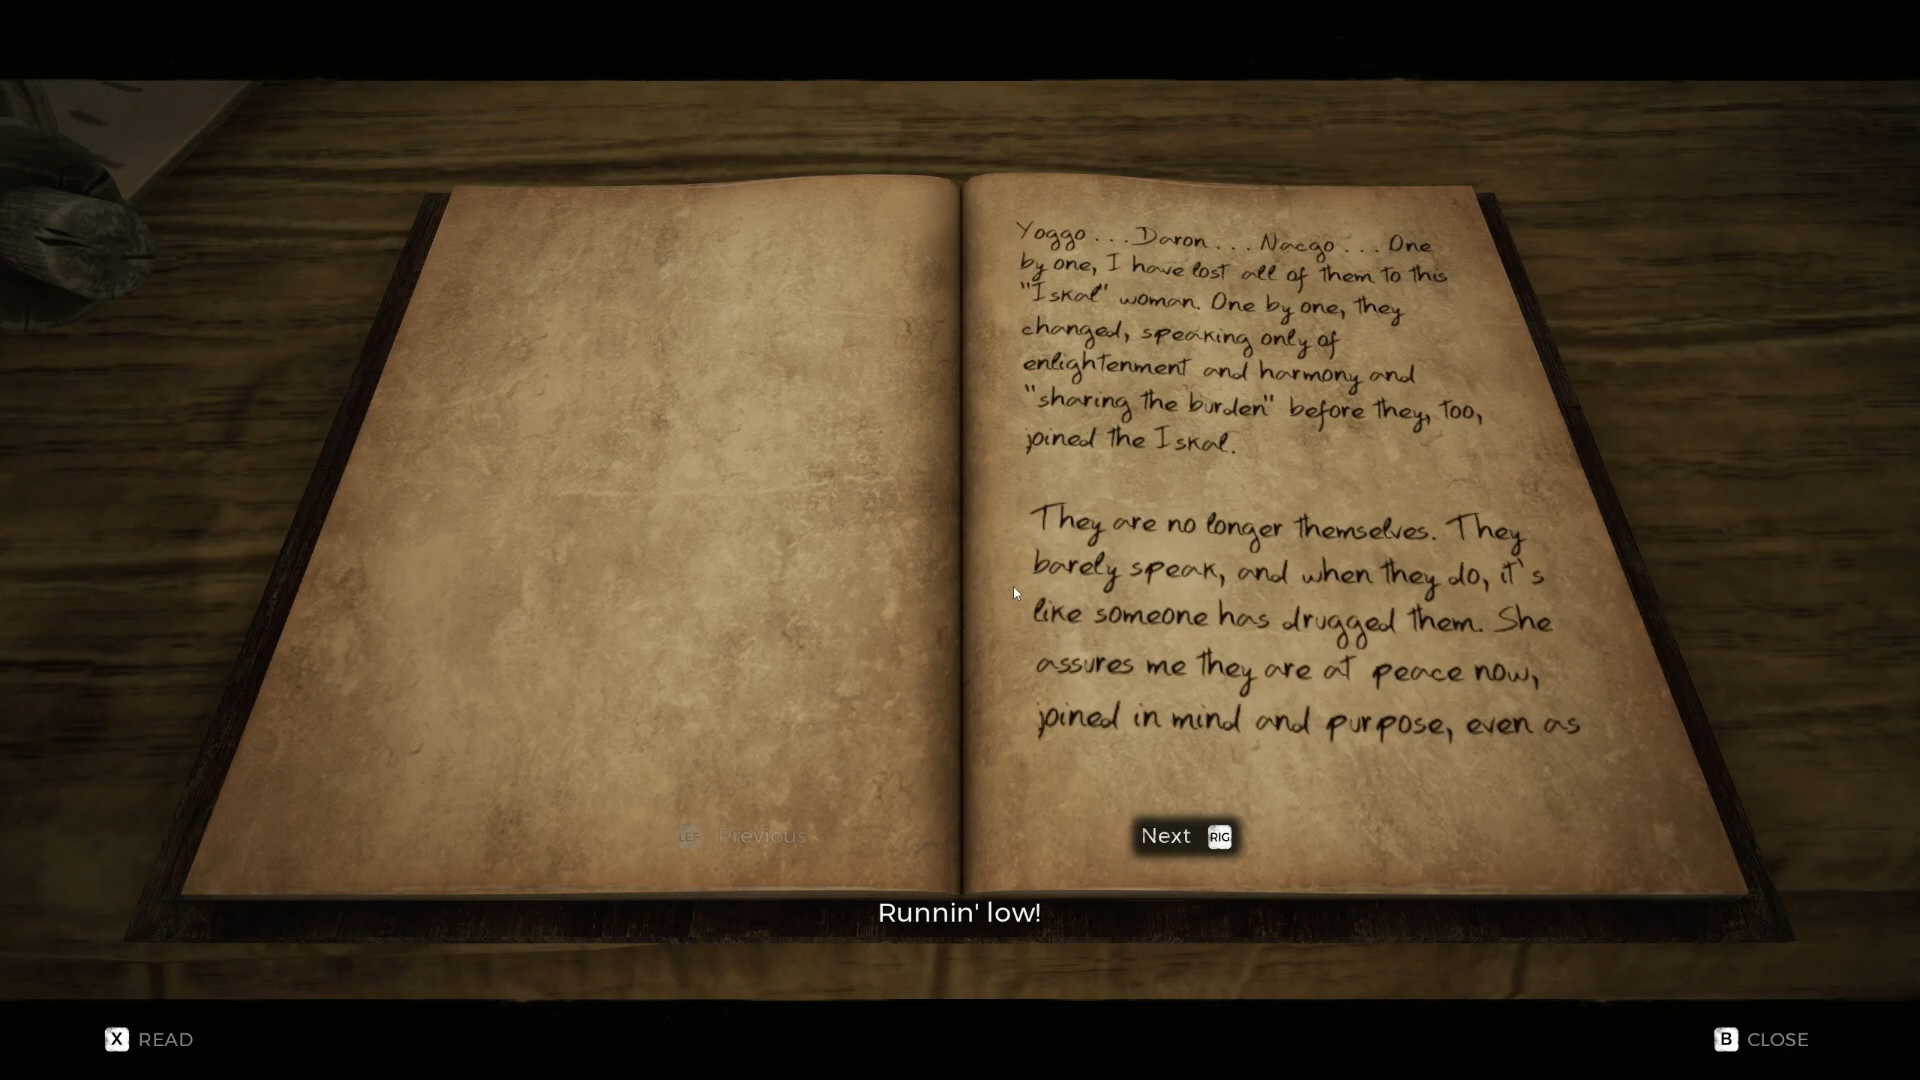 Yoggo . . . Daron . . . Nacgo . . . One
by one, I have lost all of them to this
"Iskal" woman. One by one, they
changed, speaking only of
enlightenment and harmony and
"sharing the burden" before they, too,
joined the Iskal.
They are no longer themselves. They
barely speak, and when they do, it's
like someone has drugged them. She
assures me they are at peace now,
joined in mind and purpose, even as
LEF Previous
Next RIG
Runnin' low!
X READ
B CLOSE